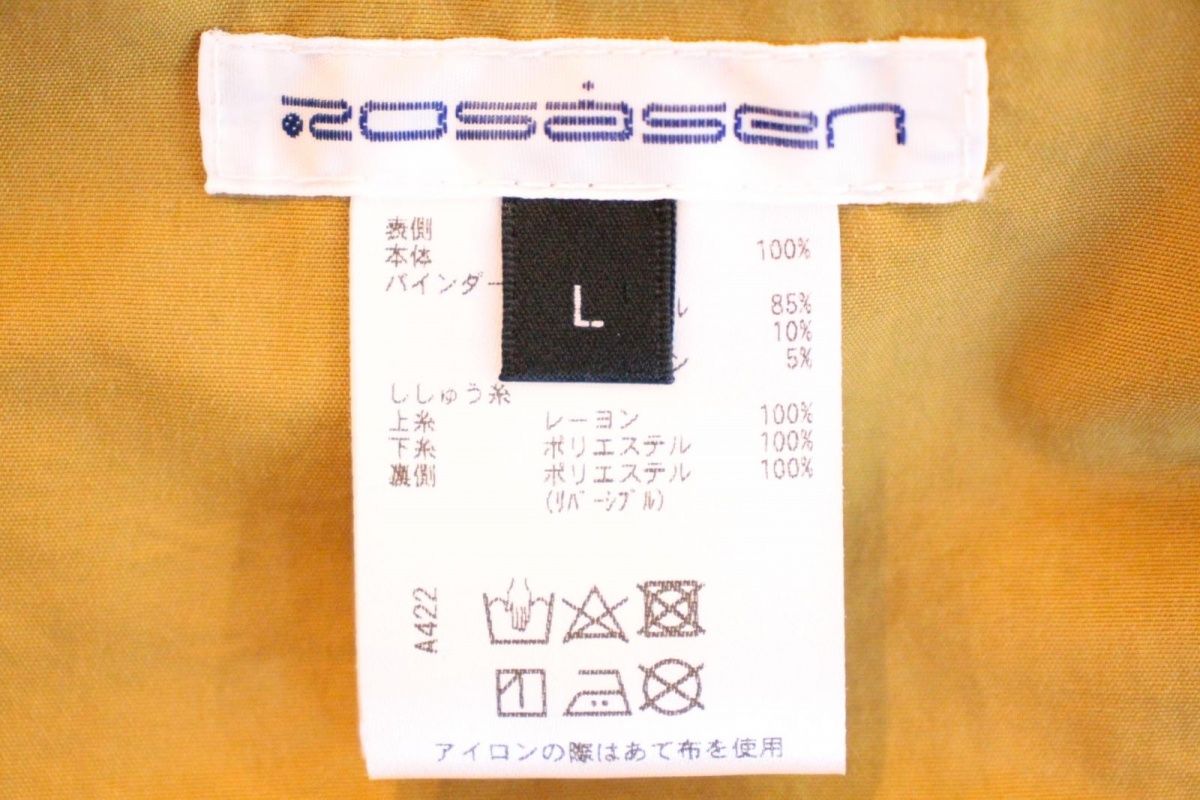 rosasen
L
表側
本体 100%
バインダー
ル 85%
10%
ン 5%
ししゅう糸
上糸 レーヨン 100%
下糸 ポリエステル 100%
裏側 ポリエステル 100%
(リバーシブル)
A422
アイロンの際はあて布を使用